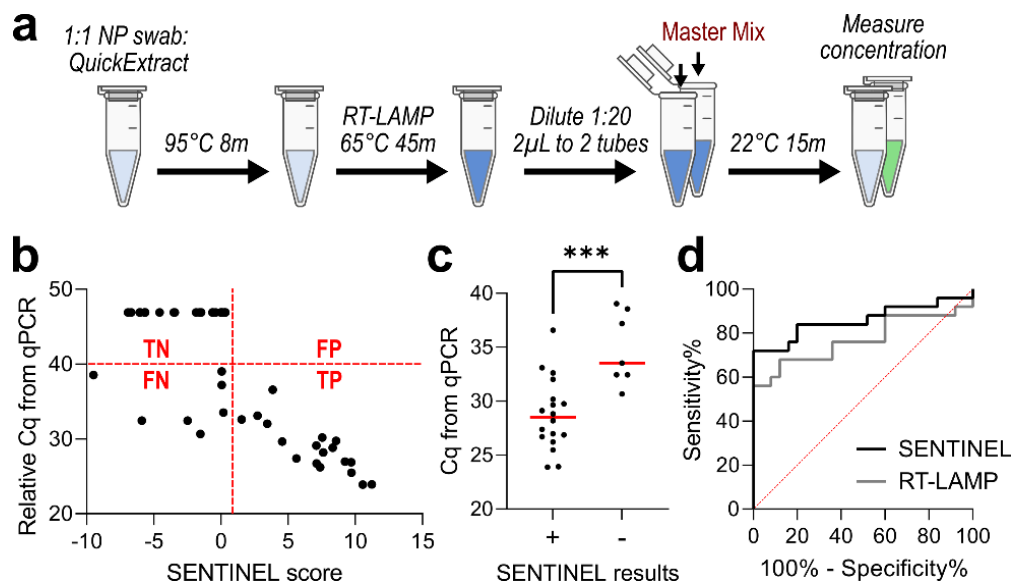 a
1:1 NP swab:
QuickExtract
95°C 8m
RT-LAMP
65°C 45m
Dilute 1:20
2µL to 2 tubes
Master Mix
22°C 15m
Measure
concentration
b
Relative Cq from qPCR
50
40
30
20
TN
FP
FN
TP
-10
-5
0
5
10
15
SENTINEL score
c
***
Cq from qPCR
40
35
30
25
20
+
-
SENTINEL results
d
Sensitivity%
100
80
60
40
20
0
SENTINEL
RT-LAMP
0
20
40
60
80
100
100% - Specificity%